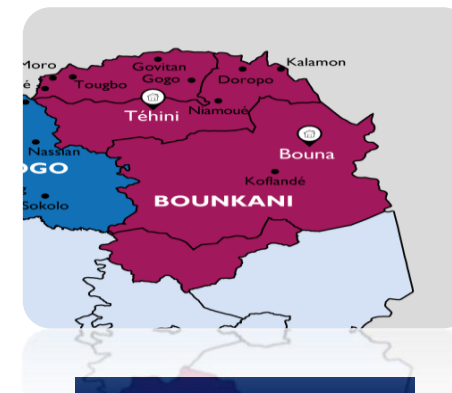 Moro
Govitan
Kalamon
Tougbo
Gogo
Doropo
Téhini
Niamoué
Nassian
Bouna
OGO
Koflandé
Sokolo
BOUNKANI